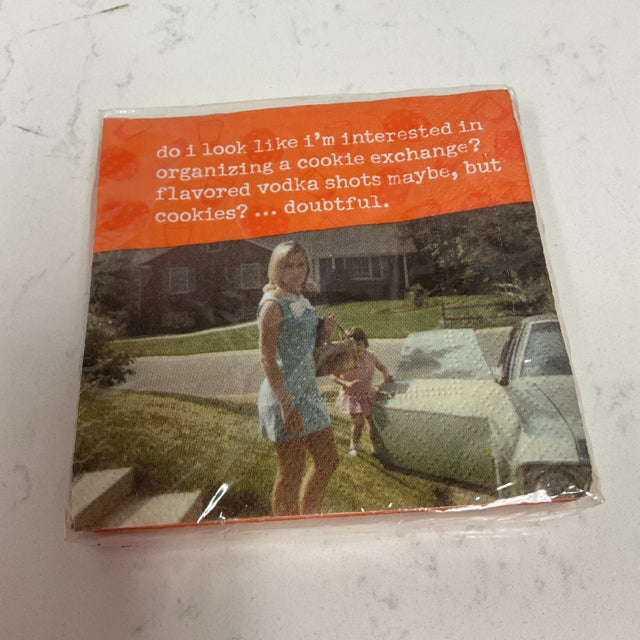 do i look like i'm interested in
organizing a cookie exchange?
flavored vodka shots maybe, but
cookies? ... doubtful.